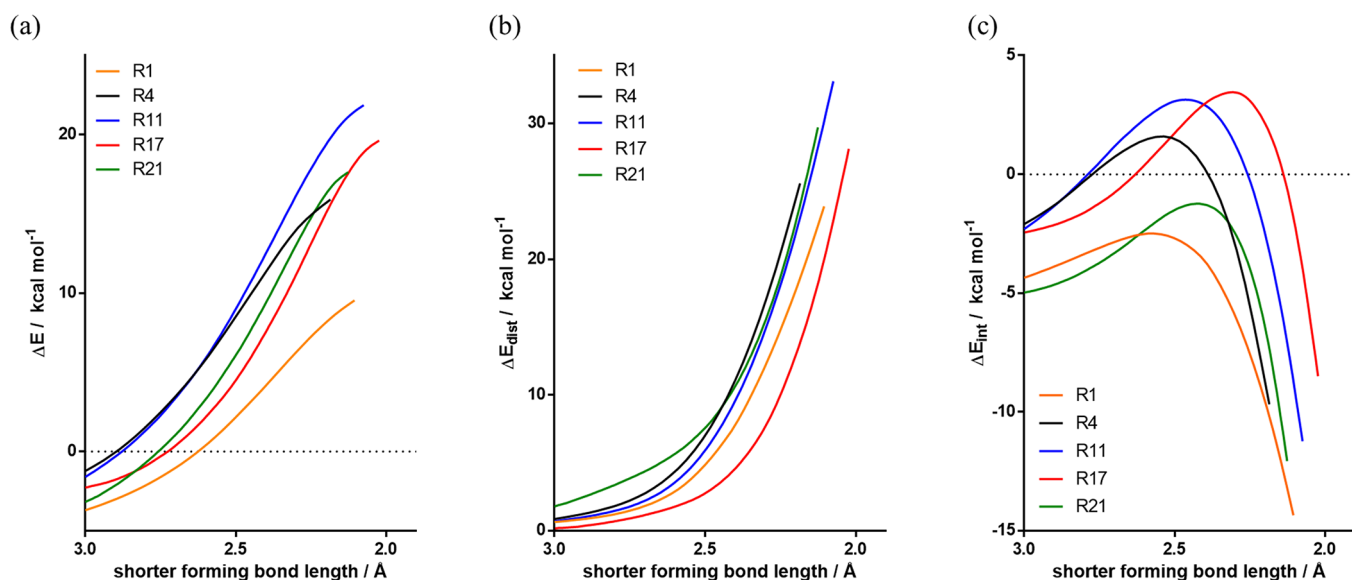 (a)
R1
R4
R11
R17
R21
ΔE / kcal mol⁻¹
20
10
0
3.0 2.5 2.0
shorter forming bond length / Å
(b)
R1
R4
R11
R17
R21
ΔE_dist / kcal mol⁻¹
30
20
10
0
3.0 2.5 2.0
shorter forming bond length / Å
(c)
ΔE_int / kcal mol⁻¹
5
0
-5
-10
-15
R1
R4
R11
R17
R21
3.0 2.5 2.0
shorter forming bond length / Å